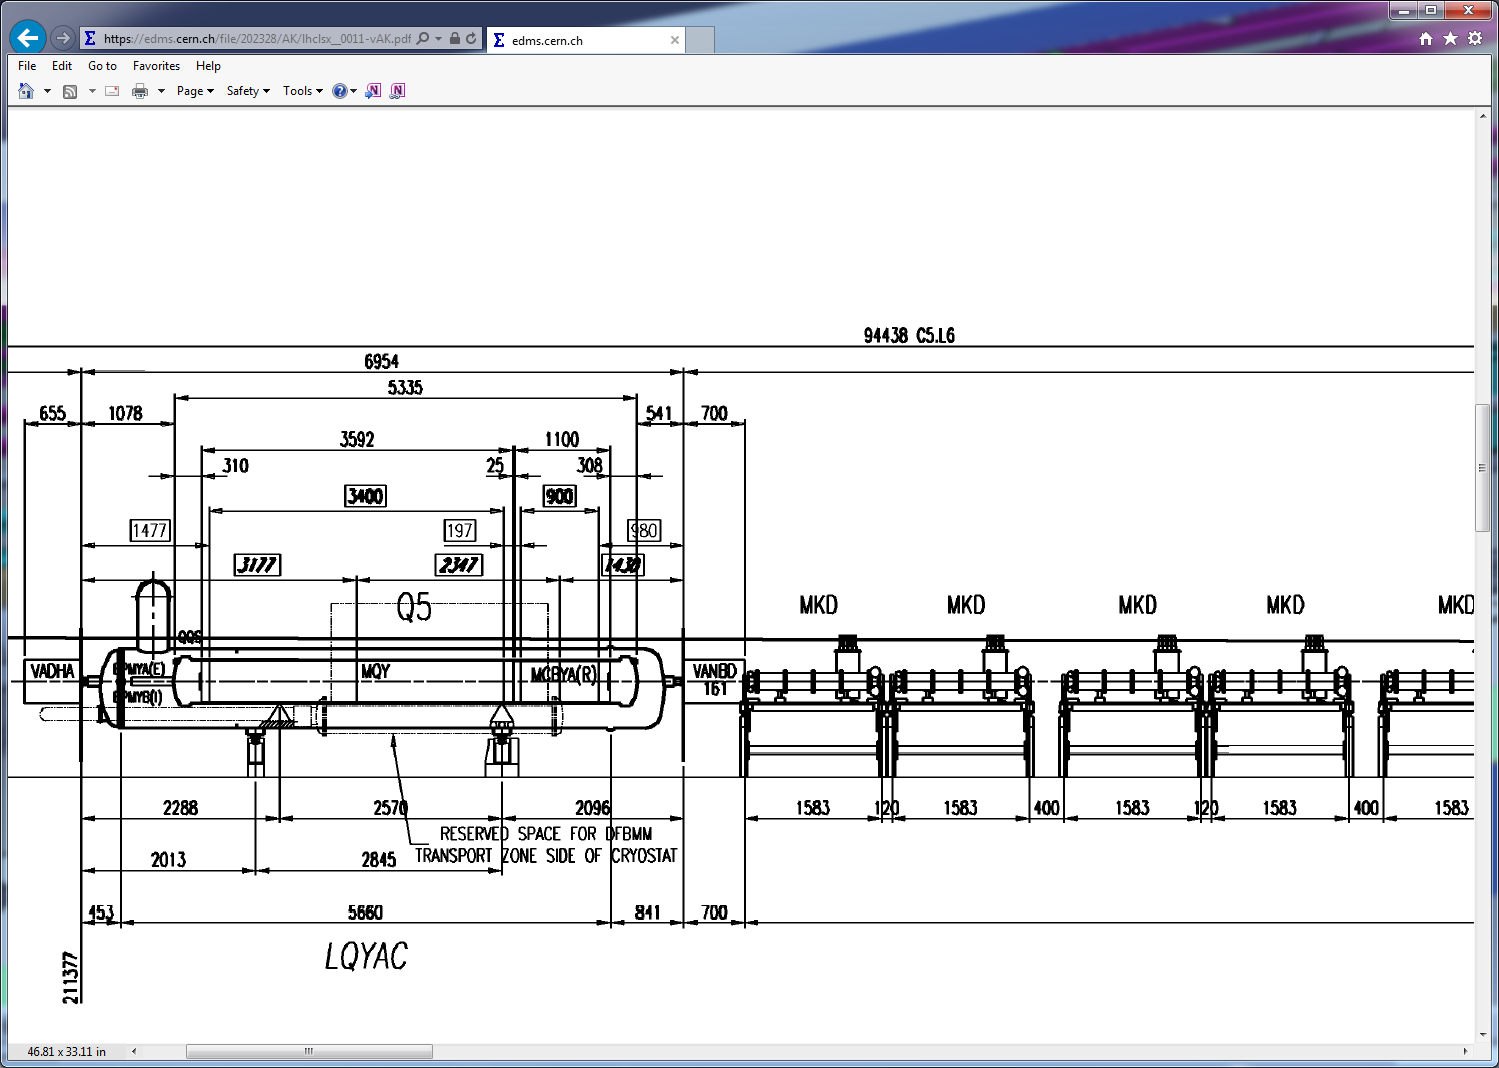 https://edms.cern.ch/file/202328/AK/lhclsx_0011-vAK.pdf
edms.cern.ch
File Edit Go to Favorites Help
Page Safety Tools
94438 C5.L6
6954
5335
655 1078 541 700
3592 1100
310 25 308
3400 900
1477 197 980
3177 2347 1430
Q5 MKD MKD MKD MKD MKD
QQS
VADHA BPMYA(E) MQY MCBYA(R) VANBD
161
BPMYB(I)
2288 2570 2096 1583 120 1583 400 1583 120 1583 400 1583
RESERVED SPACE FOR DFBMM
TRANSPORT ZONE SIDE OF CRYOSTAT
2013 2845
453 5660 841 700
LQYAC
211377
46.81 x 33.11 in